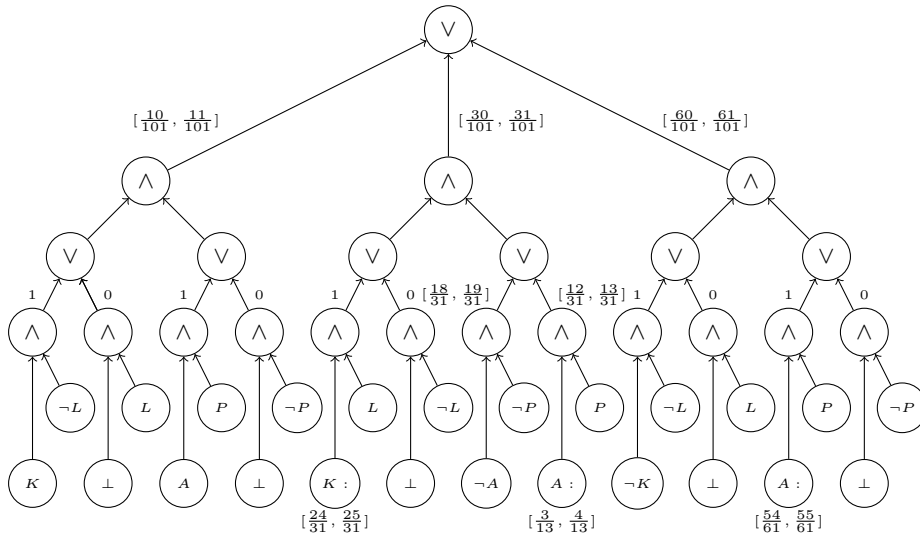 ∨
[10/101, 11/101] [30/101, 31/101] [60/101, 61/101]
∧ ∧ ∧
∨ ∨ ∨ ∨ ∨ ∨
1 0 1 0 1 0 [18/31, 19/31] [12/31, 13/31] 1 0 1 0
∧ ∧ ∧ ∧ ∧ ∧ ∧ ∧ ∧ ∧ ∧ ∧
¬L L P ¬P L ¬L ¬P P ¬L L P ¬P
K ⊥ A ⊥ K : ⊥ ¬A A : ¬K ⊥ A : ⊥
[24/31, 25/31] [3/13, 4/13] [54/61, 55/61]